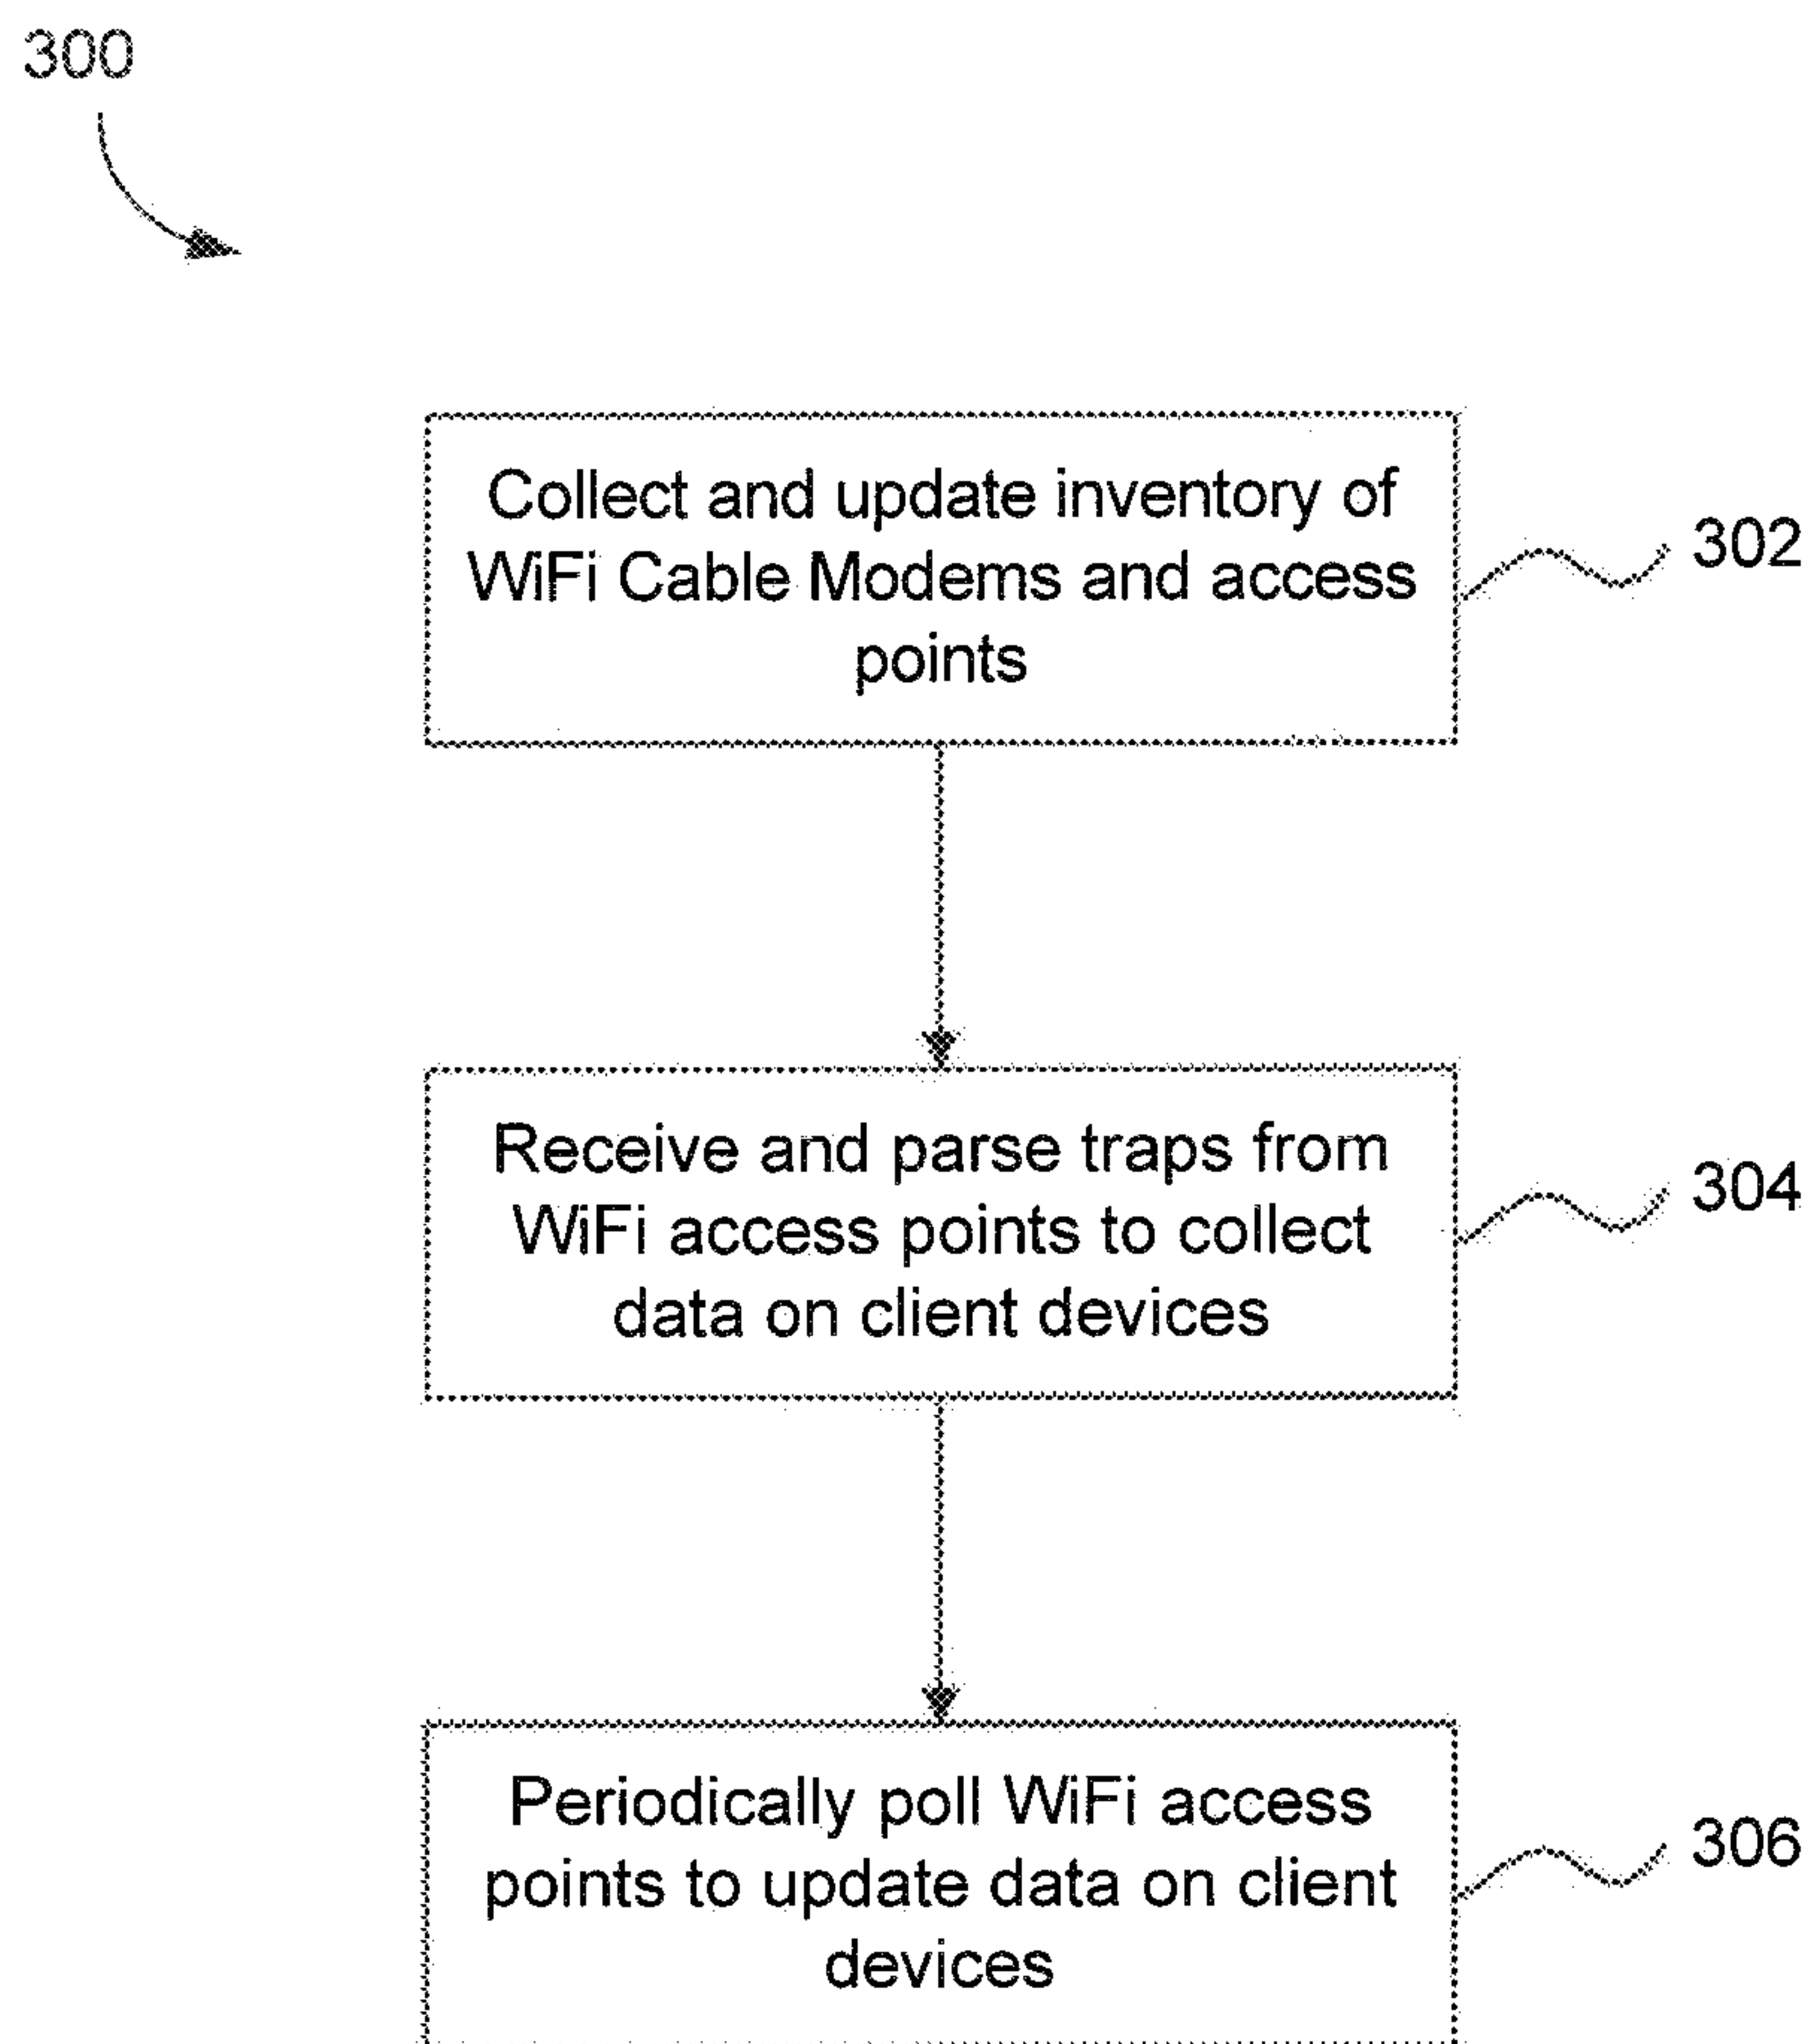 300
Collect and update inventory of
WiFi Cable Modems and access
points
302
Receive and parse traps from
WiFi access points to collect
data on client devices
304
Periodically poll WiFi access
points to update data on client
devices
306